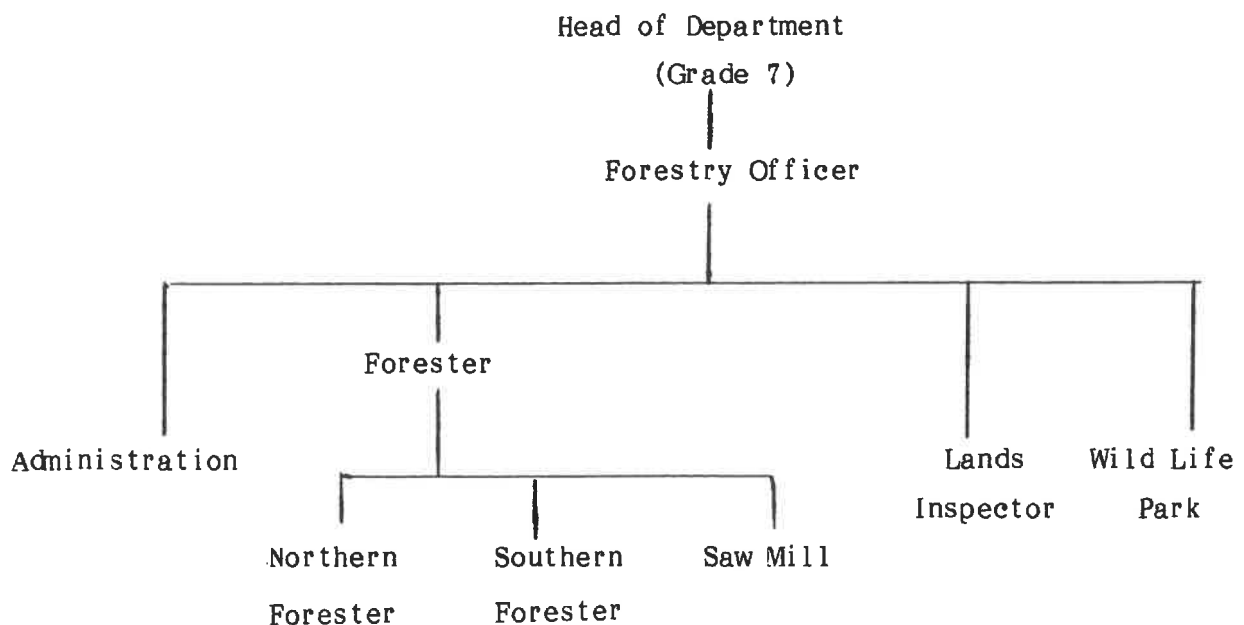 Head of Department
(Grade 7)
Forestry Officer
Forester
Administration
Lands
Inspector
Wild Life
Park
Northern
Forester
Southern
Forester
Saw Mill